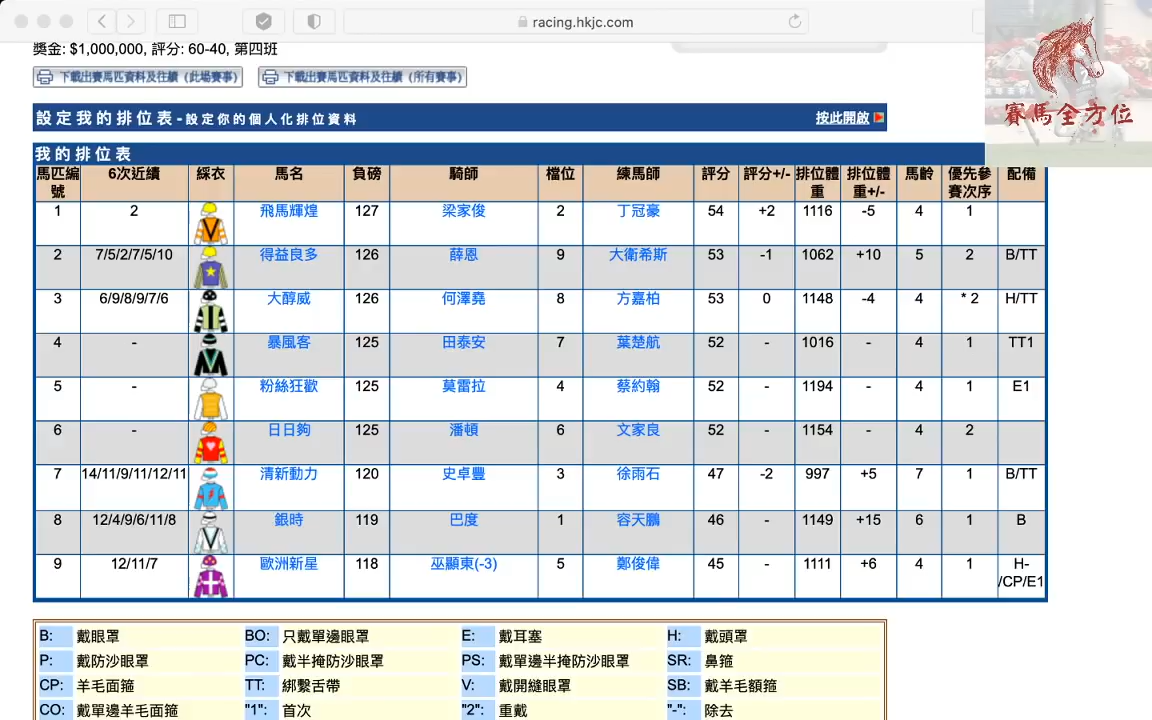 racing.hkjc.com
獎金: $1,000,000, 評分: 60-40, 第四班
下載出賽馬匹資料及往績 (此場賽事) 下載出賽馬匹資料及往績 (所有賽事)
賽馬全方位
設定我的排位表-設定你的個人化排位資料 按此開啟
我的排位表
馬匹編號 6次近績 綵衣 馬名 負磅 騎師 檔位 練馬師 評分 評分+/- 排位體重 排位體重+/- 馬齡 優先參賽次序 配備
1 2 飛馬輝煌 127 梁家俊 2 丁冠豪 54 +2 1116 -5 4 1
2 7/5/2/7/5/10 得益良多 126 薛恩 9 大衛希斯 53 -1 1062 +10 5 2 B/TT
3 6/9/8/9/7/6 大醇威 126 何澤堯 8 方嘉柏 53 0 1148 -4 4 * 2 H/TT
4 - 暴風客 125 田泰安 7 葉楚航 52 - 1016 - 4 1 TT1
5 - 粉絲狂歡 125 莫雷拉 4 蔡約翰 52 - 1194 - 4 1 E1
6 - 日日夠 125 潘頓 6 文家良 52 - 1154 - 4 2
7 14/11/9/11/12/11 清新動力 120 史卓豐 3 徐雨石 47 -2 997 +5 7 1 B/TT
8 12/4/9/6/11/8 銀時 119 巴度 1 容天鵬 46 - 1149 +15 6 1 B
9 12/11/7 歐洲新星 118 巫顯東(-3) 5 鄭俊偉 45 - 1111 +6 4 1 H-/CP/E1
B: 戴眼罩 BO: 只戴單邊眼罩 E: 戴耳塞 H: 戴頭罩
P: 戴防沙眼罩 PC: 戴半掩防沙眼罩 PS: 戴單邊半掩防沙眼罩 SR: 鼻箍
CP: 羊毛面箍 TT: 綁繫舌帶 V: 戴開縫眼罩 SB: 戴羊毛額箍
CO: 戴單邊羊毛面箍 "1": 首次 "2": 重戴 "-": 除去